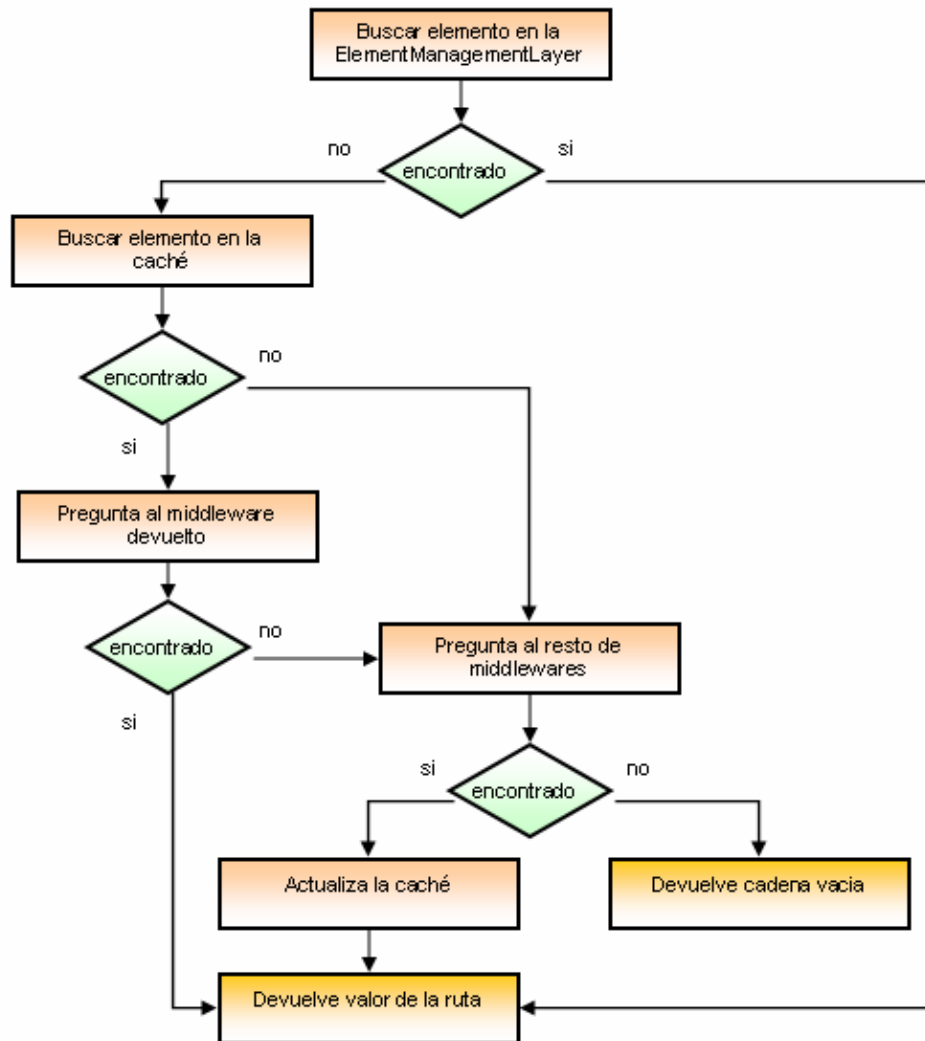 Buscar elemento en la
ElementManagementLayer
no
si
encontrado
Buscar elemento en la
caché
no
encontrado
si
Pregunta al middleware
devuelto
encontrado
no
Pregunta al resto de
middlewares
si
si
no
encontrado
Actualiza la caché
Devuelve cadena vacia
Devuelve valor de la ruta